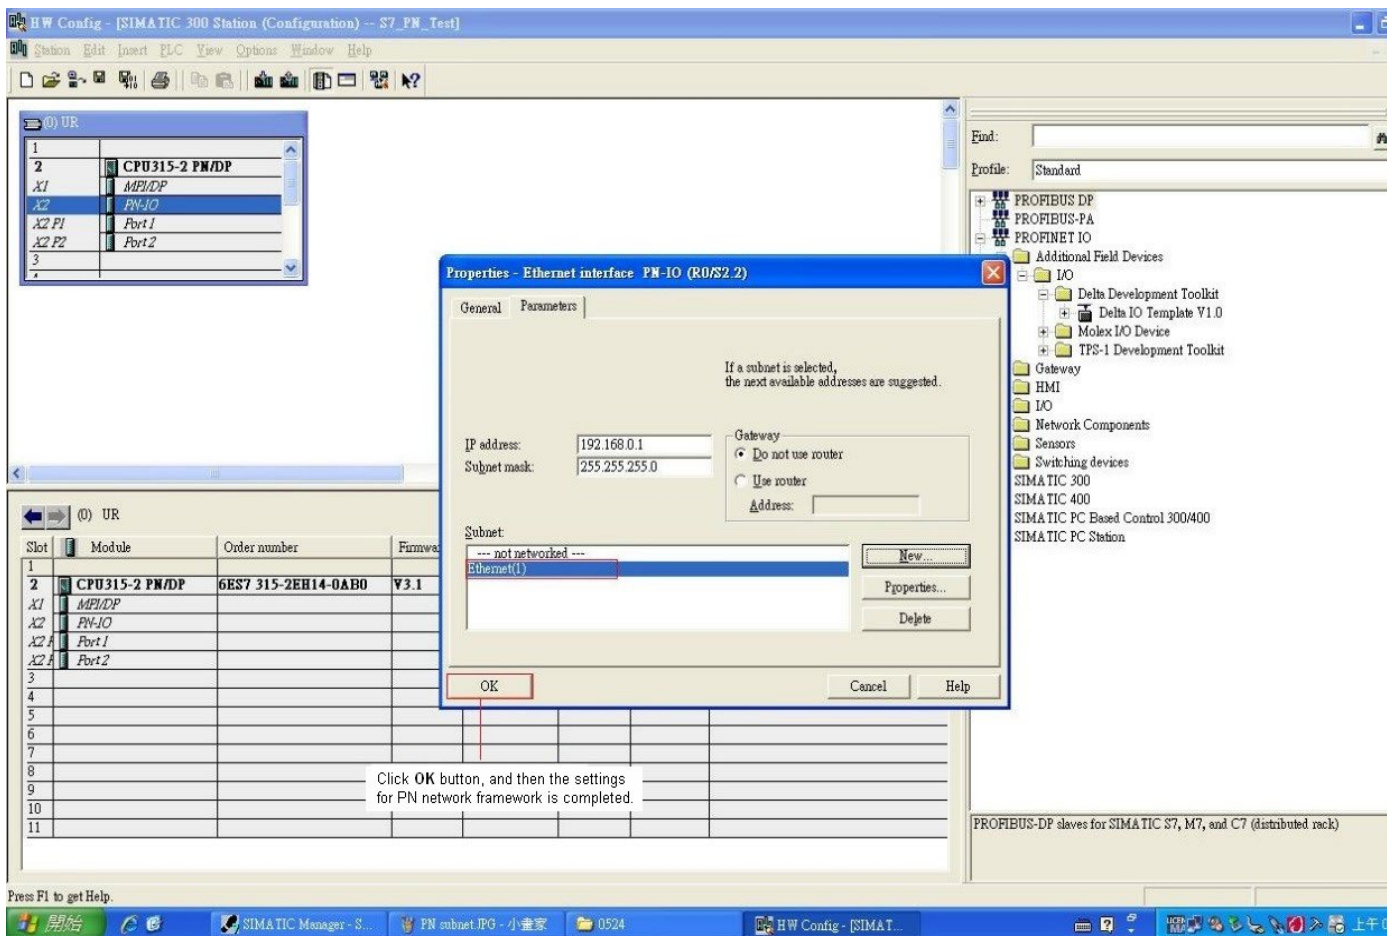 HW Config - [SIMATIC 300 Station (Configuration) -- S7_PN_Test]
Station Edit Insert PLC View Options Window Help
(0) UR
1
2 CPU315-2 PN/DP
X1 MPI/DP
X2 PN-IO
X2 P1 Port 1
X2 P2 Port 2
3
4
Find:
Profile: Standard
PROFIBUS DP
PROFIBUS-PA
PROFINET IO
Additional Field Devices
I/O
Delta Development Toolkit
Delta IO Template V1.0
Molex I/O Device
TPS-1 Development Toolkit
Gateway
HMI
I/O
Network Components
Sensors
Switching devices
SIMATIC 300
SIMATIC 400
SIMATIC PC Based Control 300/400
SIMATIC PC Station
Properties - Ethernet interface PN-IO (R0/S2.2)
General Parameters
If a subnet is selected,
the next available addresses are suggested.
IP address: 192.168.0.1
Subnet mask: 255.255.255.0
Gateway
Do not use router
Use router
Address:
Subnet:
--- not networked ---
Ethernet(1)
New...
Properties...
Delete
OK Cancel Help
(0) UR
Slot Module Order number
1
2 CPU315-2 PN/DP 6ES7 315-2EH14-0AB0 V3.1
X1 MPI/DP
X2 PN-IO
X2 Port 1
X2 Port 2
3
4
5
6
7
8
9
10
11
Click OK button, and then the settings
for PN network framework is completed.
PROFIBUS-DP slaves for SIMATIC S7, M7, and C7 (distributed rack)
Press F1 to get Help.
開始 SIMATIC Manager - S... PN subnet.JPG - 小畫家 0524 HW Config - [SIMAT... 上午